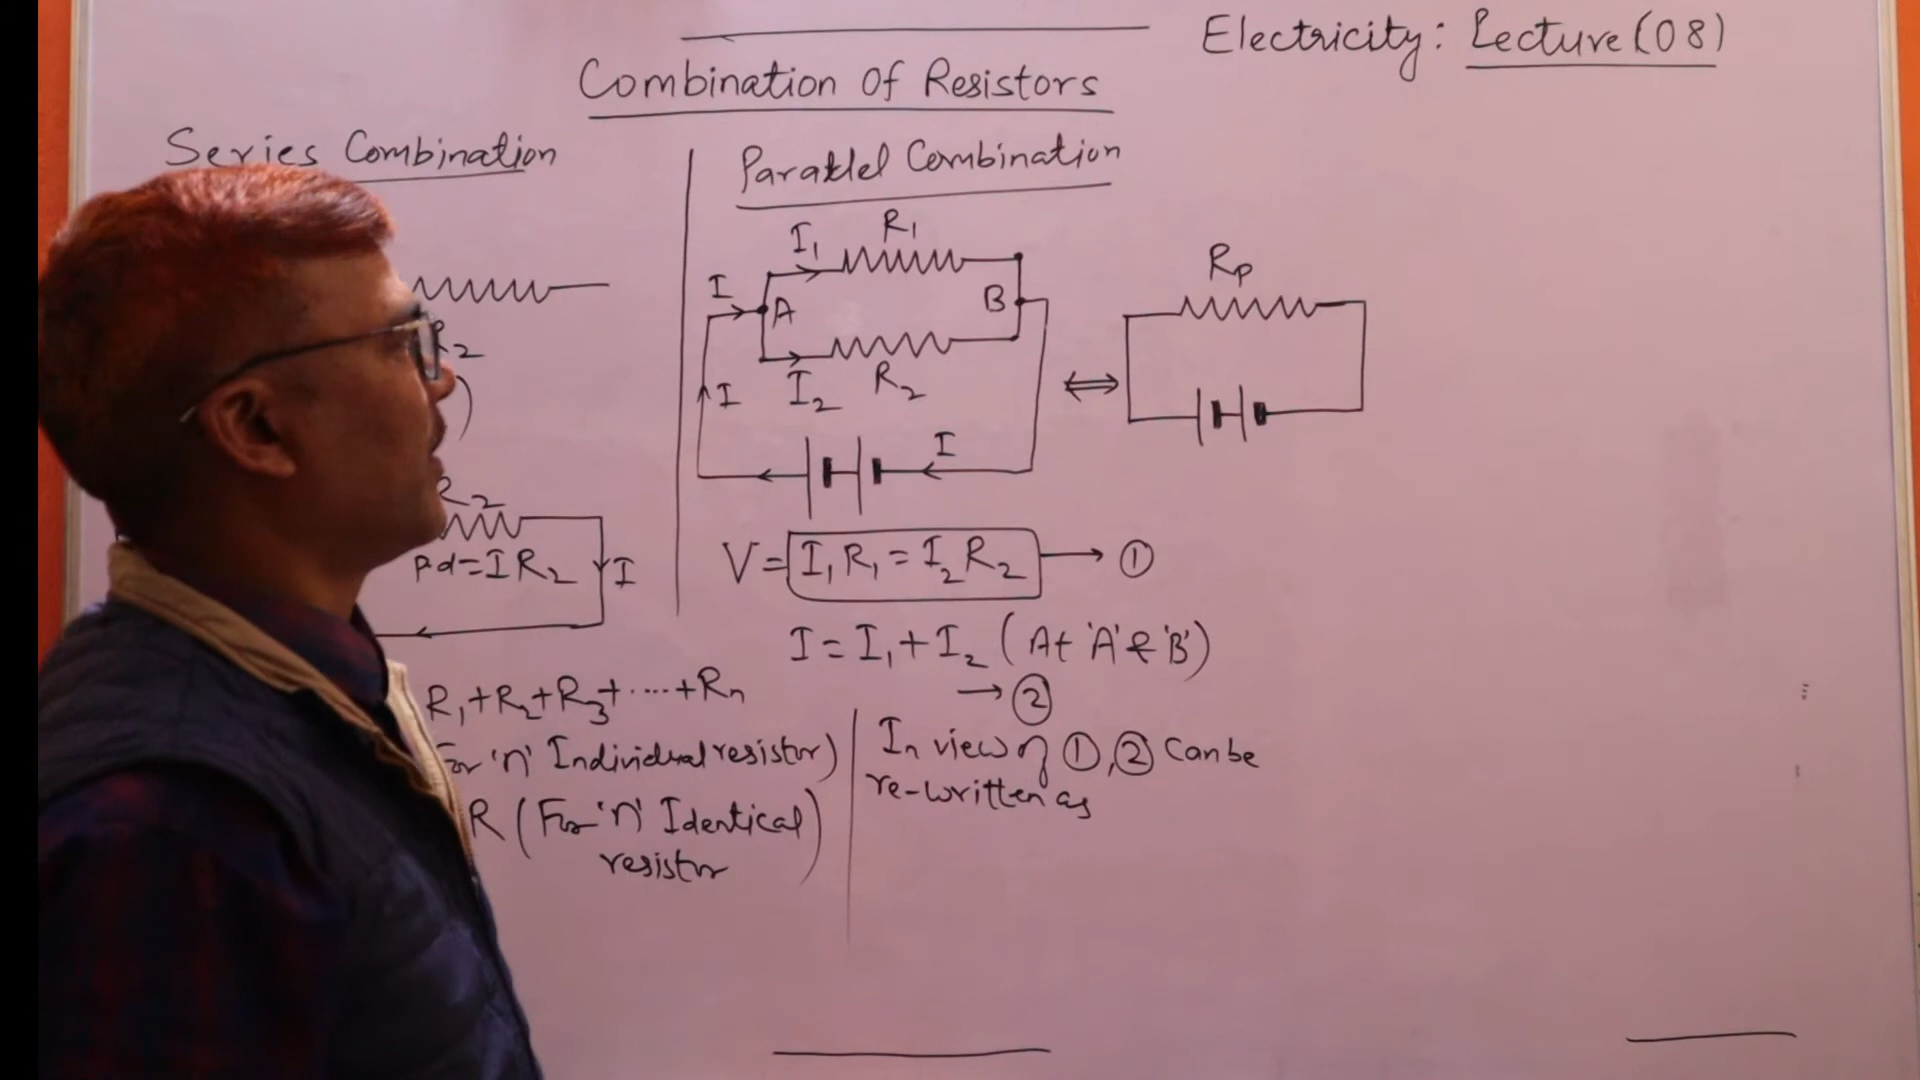 Electricity: Lecture (08)
Combination Of Resistors
Series Combination
R2
)
R2
Pd=IR2
I
R1+R2+R3+....+Rn
For 'n' Individual resistor)
R (For 'n' Identical
resistor)
Parallel Combination
I1 R1
I
A
B
I2 R2
I
I
V = I1R1 = I2R2 → ①
I = I1 + I2 (At 'A' & 'B')
→ ②
In view of ①, ② Can be
re-written as
⇔
Rp